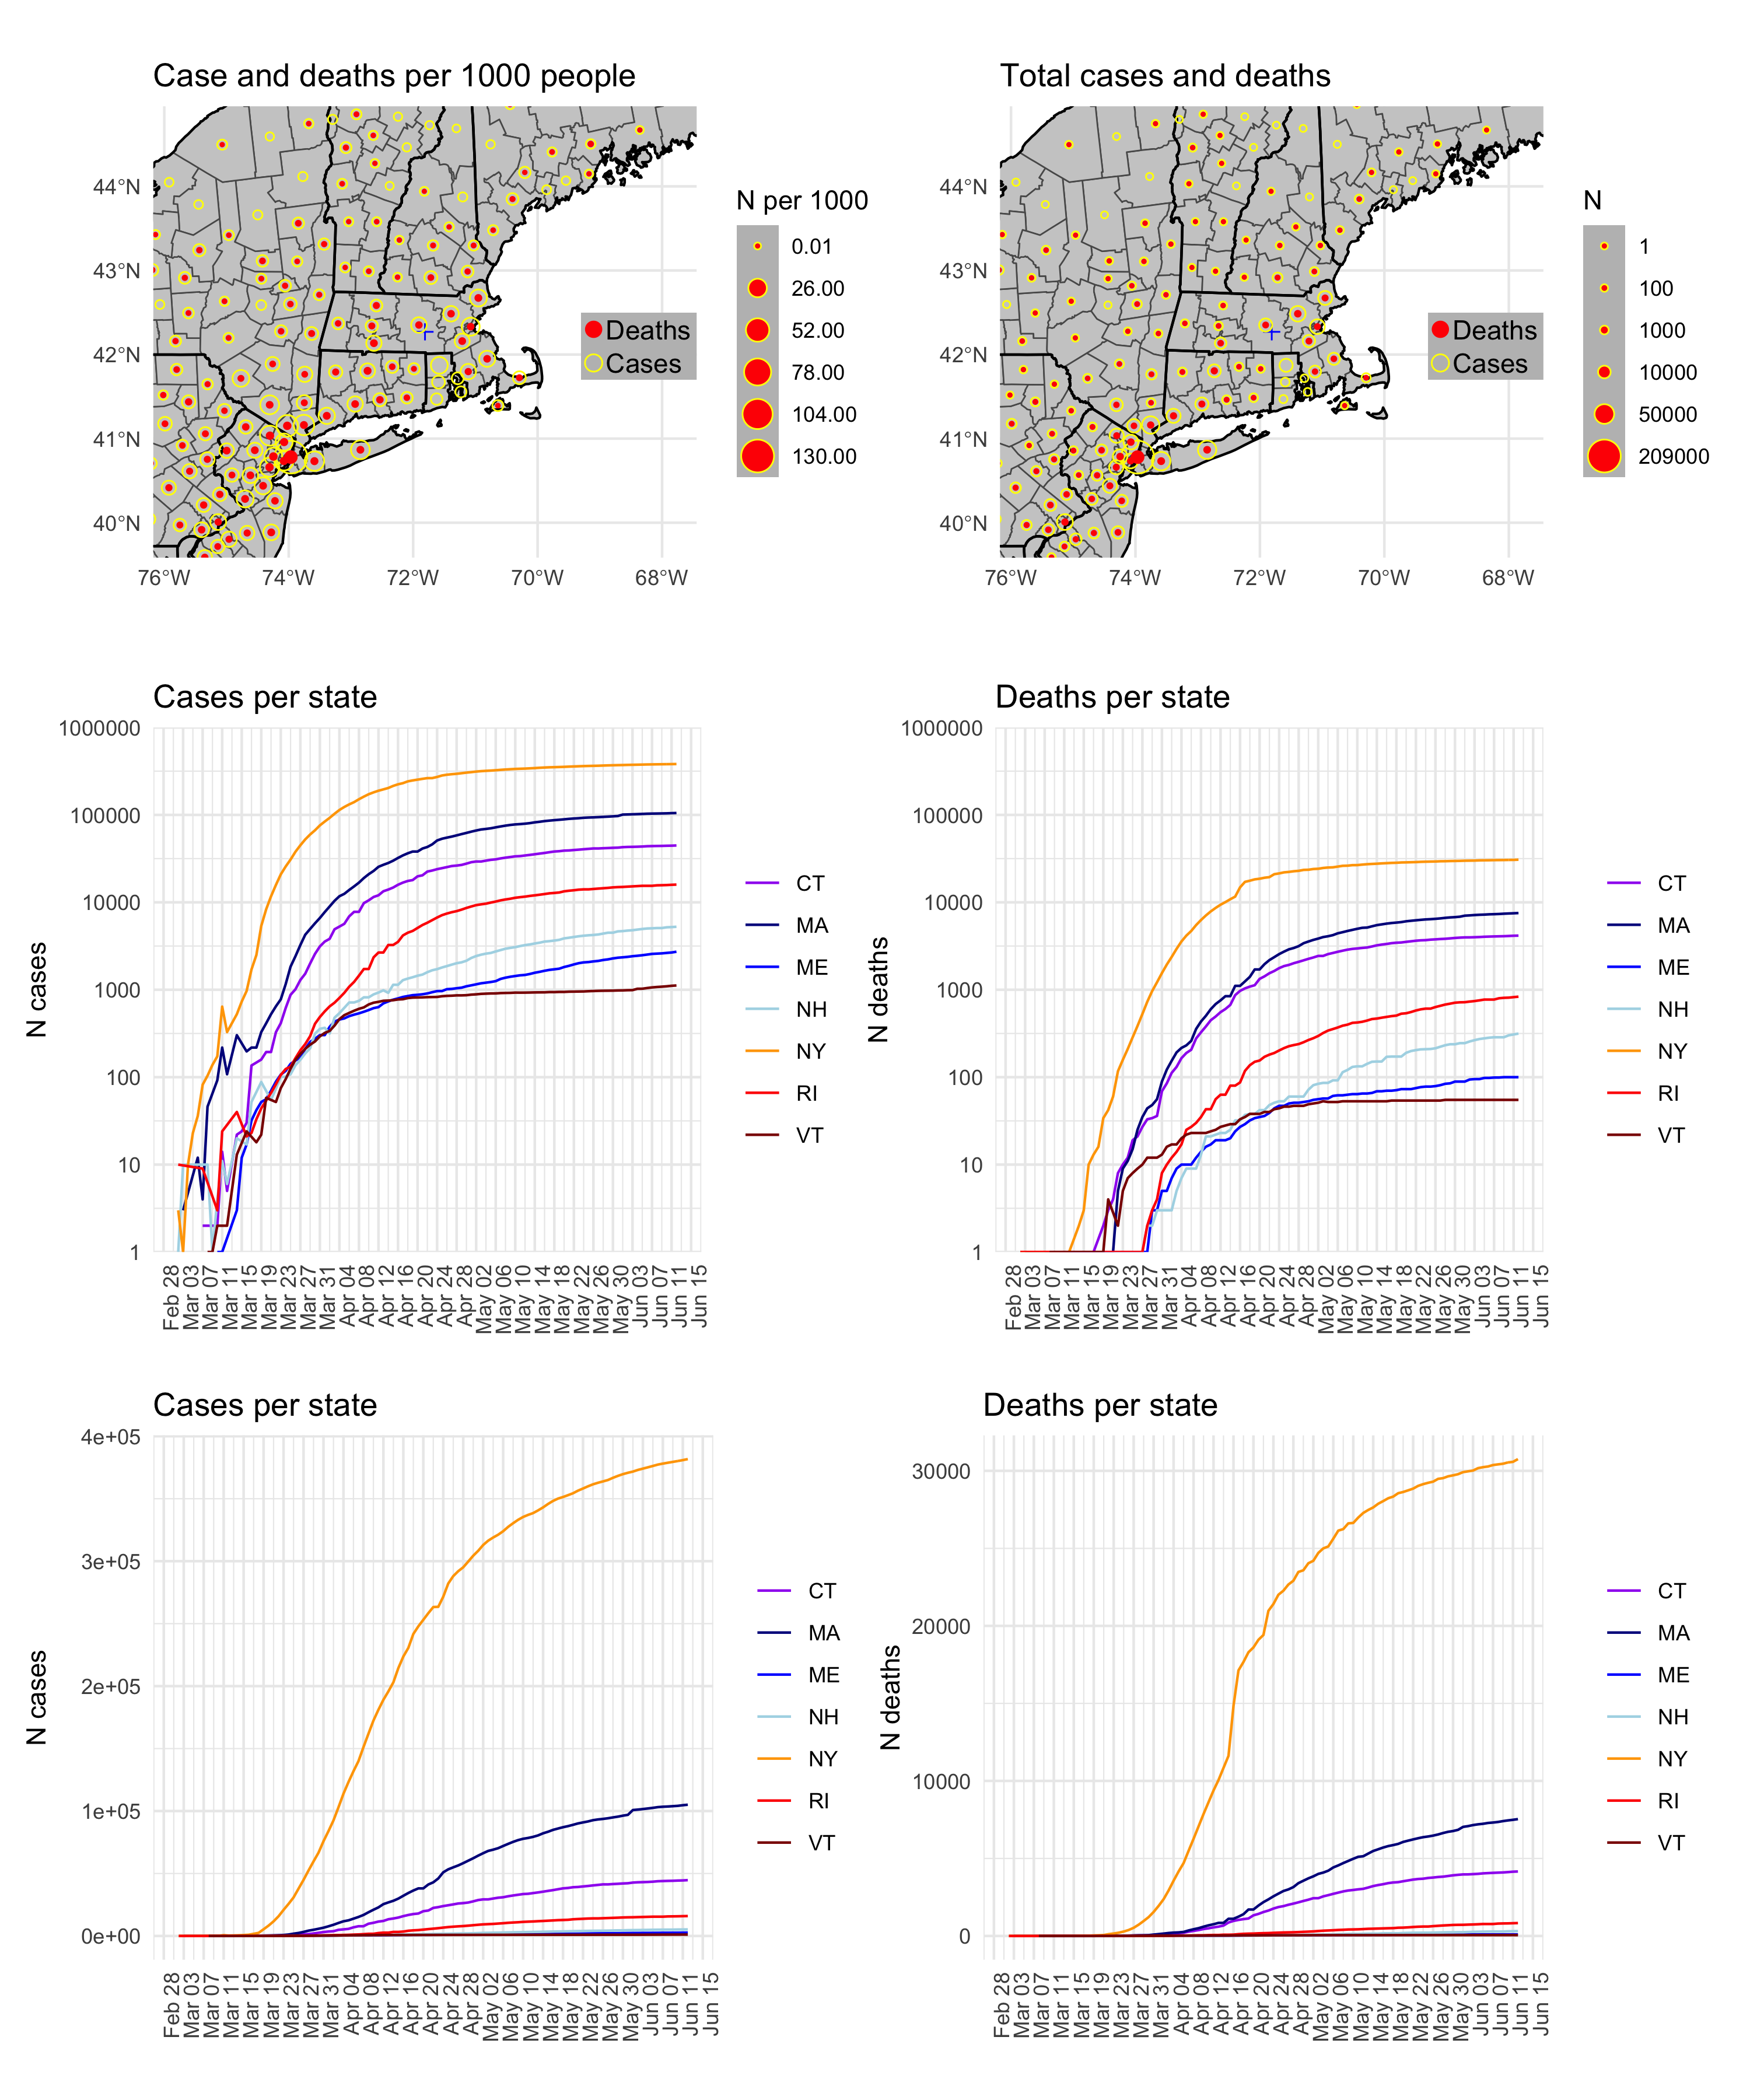 Case and deaths per 1000 people
44°N
43°N
42°N
41°N
40°N
76°W 74°W 72°W 70°W 68°W
Deaths
Cases
N per 1000
0.01
26.00
52.00
78.00
104.00
130.00
Total cases and deaths
44°N
43°N
42°N
41°N
40°N
76°W 74°W 72°W 70°W 68°W
Deaths
Cases
N
1
100
1000
10000
50000
209000
Cases per state
N cases
1000000
100000
10000
1000
100
10
1
Feb 28
Mar 03
Mar 07
Mar 11
Mar 15
Mar 19
Mar 23
Mar 27
Mar 31
Apr 04
Apr 08
Apr 12
Apr 16
Apr 20
Apr 24
Apr 28
May 02
May 06
May 10
May 14
May 18
May 22
May 26
May 30
Jun 03
Jun 07
Jun 11
Jun 15
CT
MA
ME
NH
NY
RI
VT
Deaths per state
N deaths
1000000
100000
10000
1000
100
10
1
Feb 28
Mar 03
Mar 07
Mar 11
Mar 15
Mar 19
Mar 23
Mar 27
Mar 31
Apr 04
Apr 08
Apr 12
Apr 16
Apr 20
Apr 24
Apr 28
May 02
May 06
May 10
May 14
May 18
May 22
May 26
May 30
Jun 03
Jun 07
Jun 11
Jun 15
CT
MA
ME
NH
NY
RI
VT
Cases per state
N cases
4e+05
3e+05
2e+05
1e+05
0e+00
Feb 28
Mar 03
Mar 07
Mar 11
Mar 15
Mar 19
Mar 23
Mar 27
Mar 31
Apr 04
Apr 08
Apr 12
Apr 16
Apr 20
Apr 24
Apr 28
May 02
May 06
May 10
May 14
May 18
May 22
May 26
May 30
Jun 03
Jun 07
Jun 11
Jun 15
CT
MA
ME
NH
NY
RI
VT
Deaths per state
N deaths
30000
20000
10000
0
Feb 28
Mar 03
Mar 07
Mar 11
Mar 15
Mar 19
Mar 23
Mar 27
Mar 31
Apr 04
Apr 08
Apr 12
Apr 16
Apr 20
Apr 24
Apr 28
May 02
May 06
May 10
May 14
May 18
May 22
May 26
May 30
Jun 03
Jun 07
Jun 11
Jun 15
CT
MA
ME
NH
NY
RI
VT